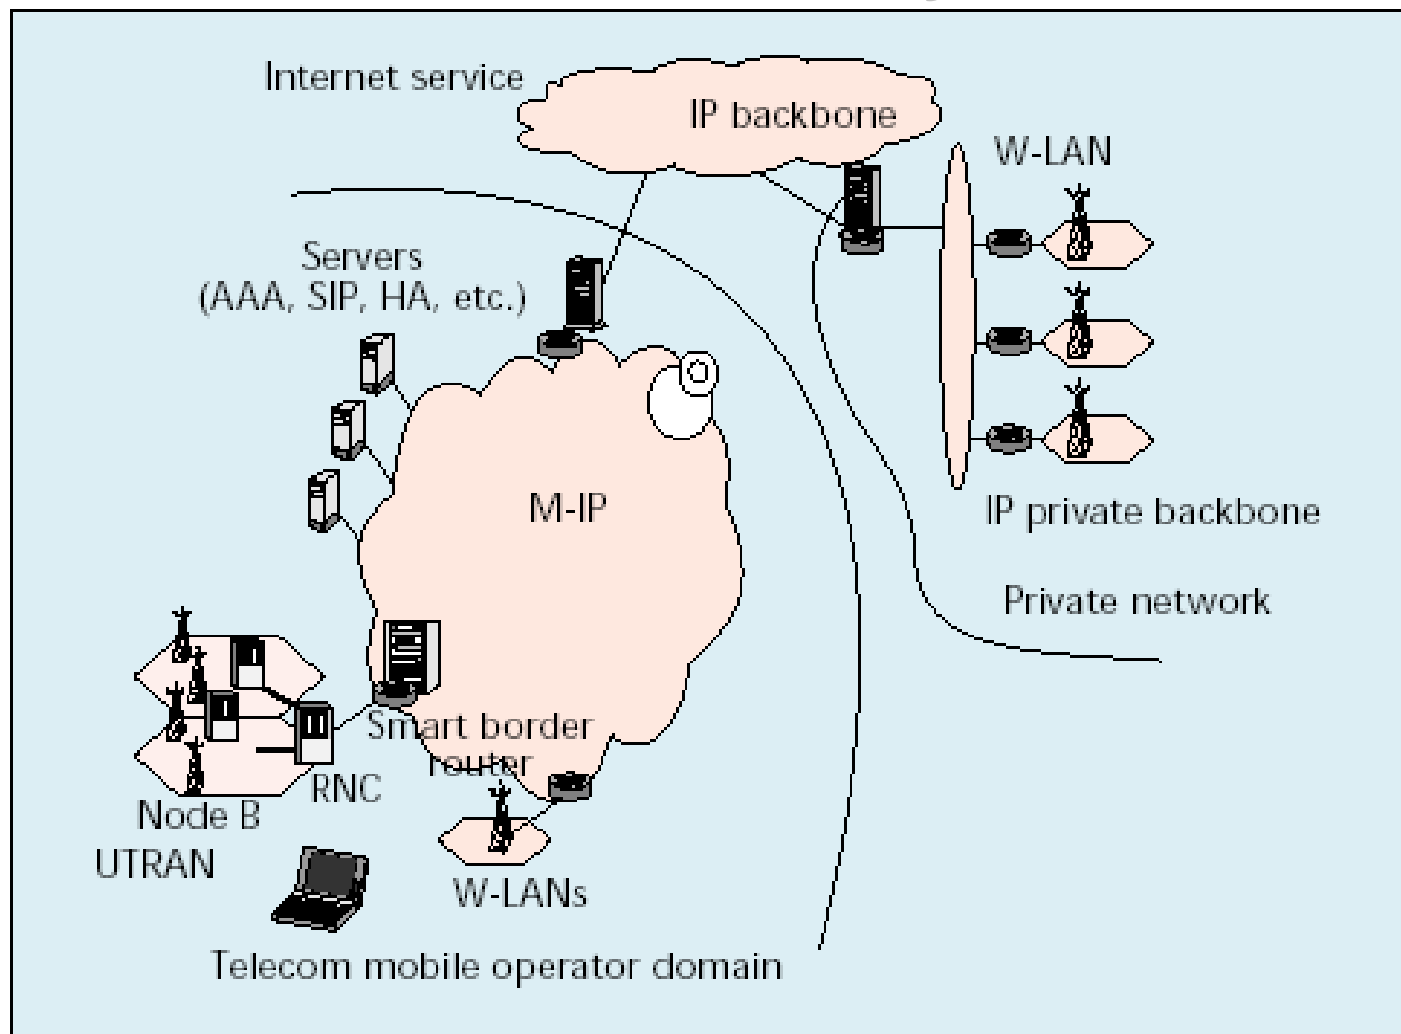 Internet service
IP backbone
W-LAN
Servers
(AAA, SIP, HA, etc.)
M-IP
IP private backbone
Private network
Smart border
router
RNC
Node B
UTRAN
W-LANs
Telecom mobile operator domain